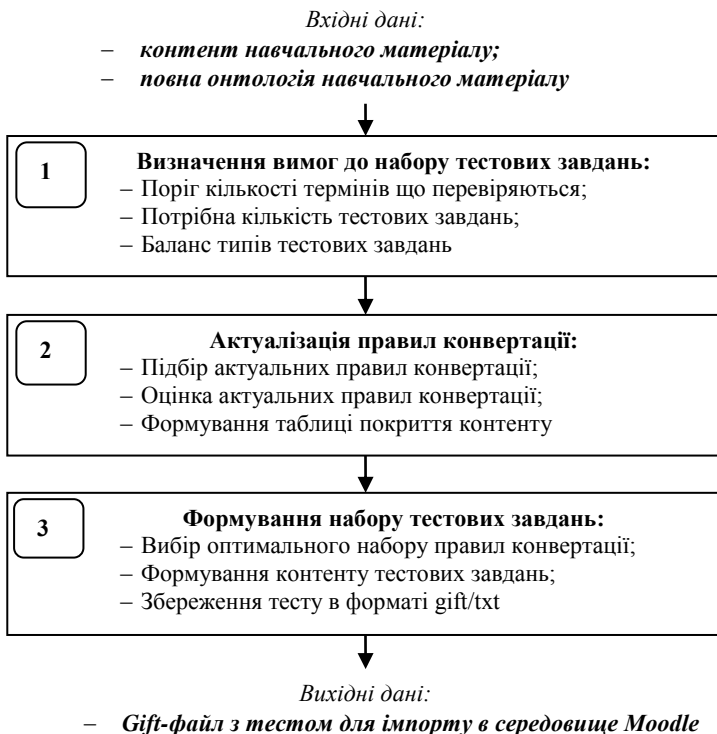 Вхідні дані:
– контент навчального матеріалу;
– повна онтологія навчального матеріалу
1
Визначення вимог до набору тестових завдань:
– Поріг кількості термінів що перевіряються;
– Потрібна кількість тестових завдань;
– Баланс типів тестових завдань
2
Актуалізація правил конвертації:
– Підбір актуальних правил конвертації;
– Оцінка актуальних правил конвертації;
– Формування таблиці покриття контенту
3
Формування набору тестових завдань:
– Вибір оптимального набору правил конвертації;
– Формування контенту тестових завдань;
– Збереження тесту в форматі gift/txt
Вихідні дані:
– Gift-файл з тестом для імпорту в середовище Moodle